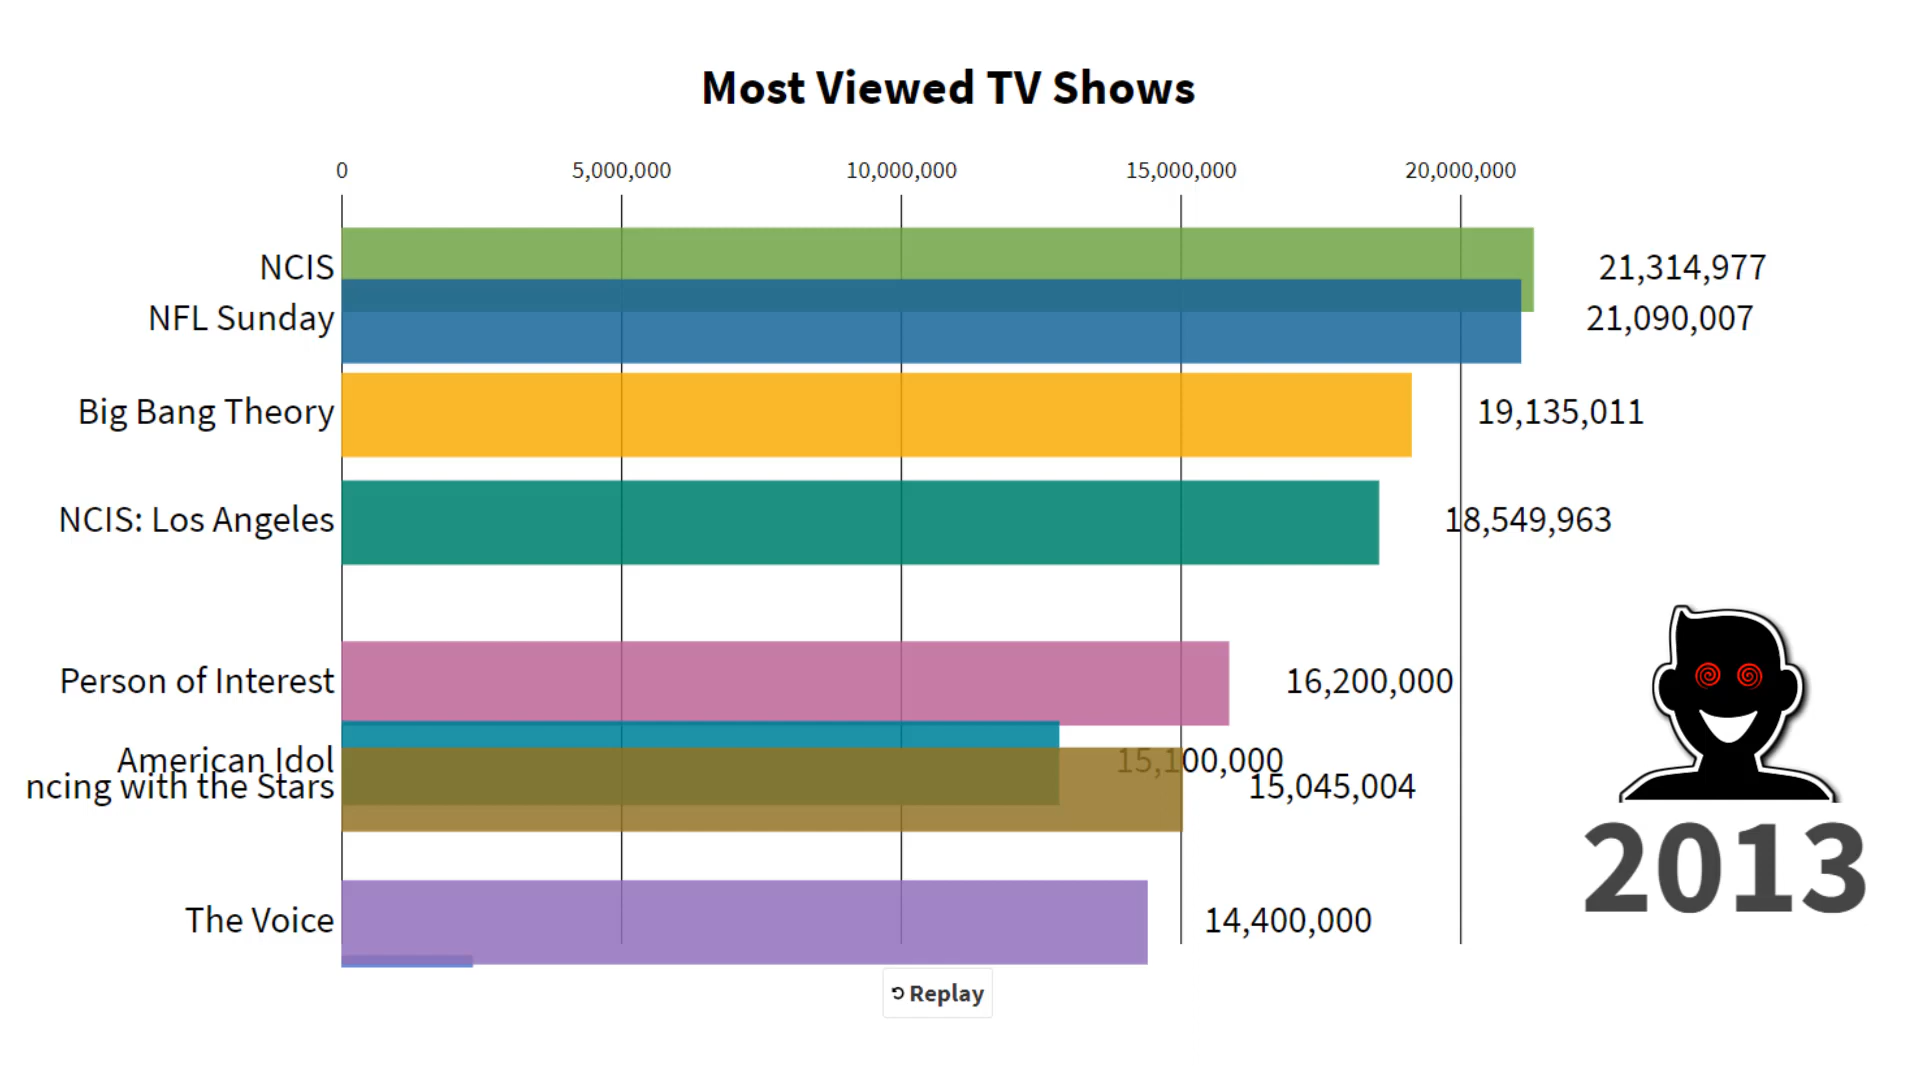 Most Viewed TV Shows
0 5,000,000 10,000,000 15,000,000 20,000,000
NCIS 21,314,977
NFL Sunday 21,090,007
Big Bang Theory 19,135,011
NCIS: Los Angeles 18,549,963
Person of Interest 16,200,000
American Idol 15,100,000
ncing with the Stars 15,045,004
The Voice 14,400,000
2013
Replay